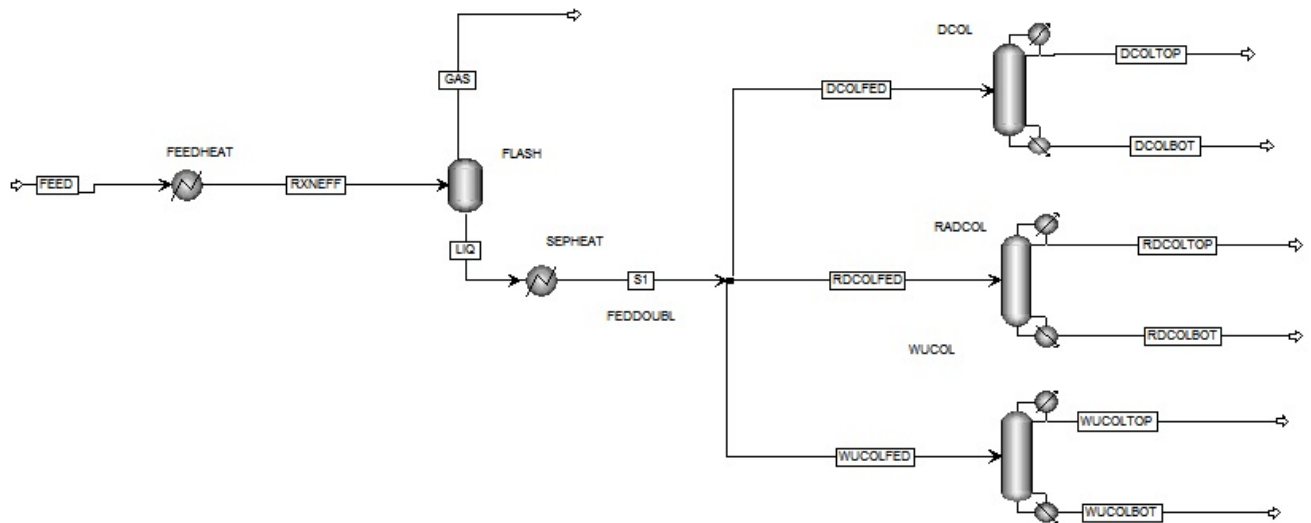 DCOL
DCOLTOP
GAS
DCOLFED
DCOLBOT
FEEDHEAT
FLASH
FEED
RXNEFF
RADCOL
RDCOLTOP
LIQ
SEPHEAT
S1
RDCOLFED
FEDDOUBL
RDCOLBOT
WUCOL
WUCOLTOP
WUCOLFED
WUCOLBOT